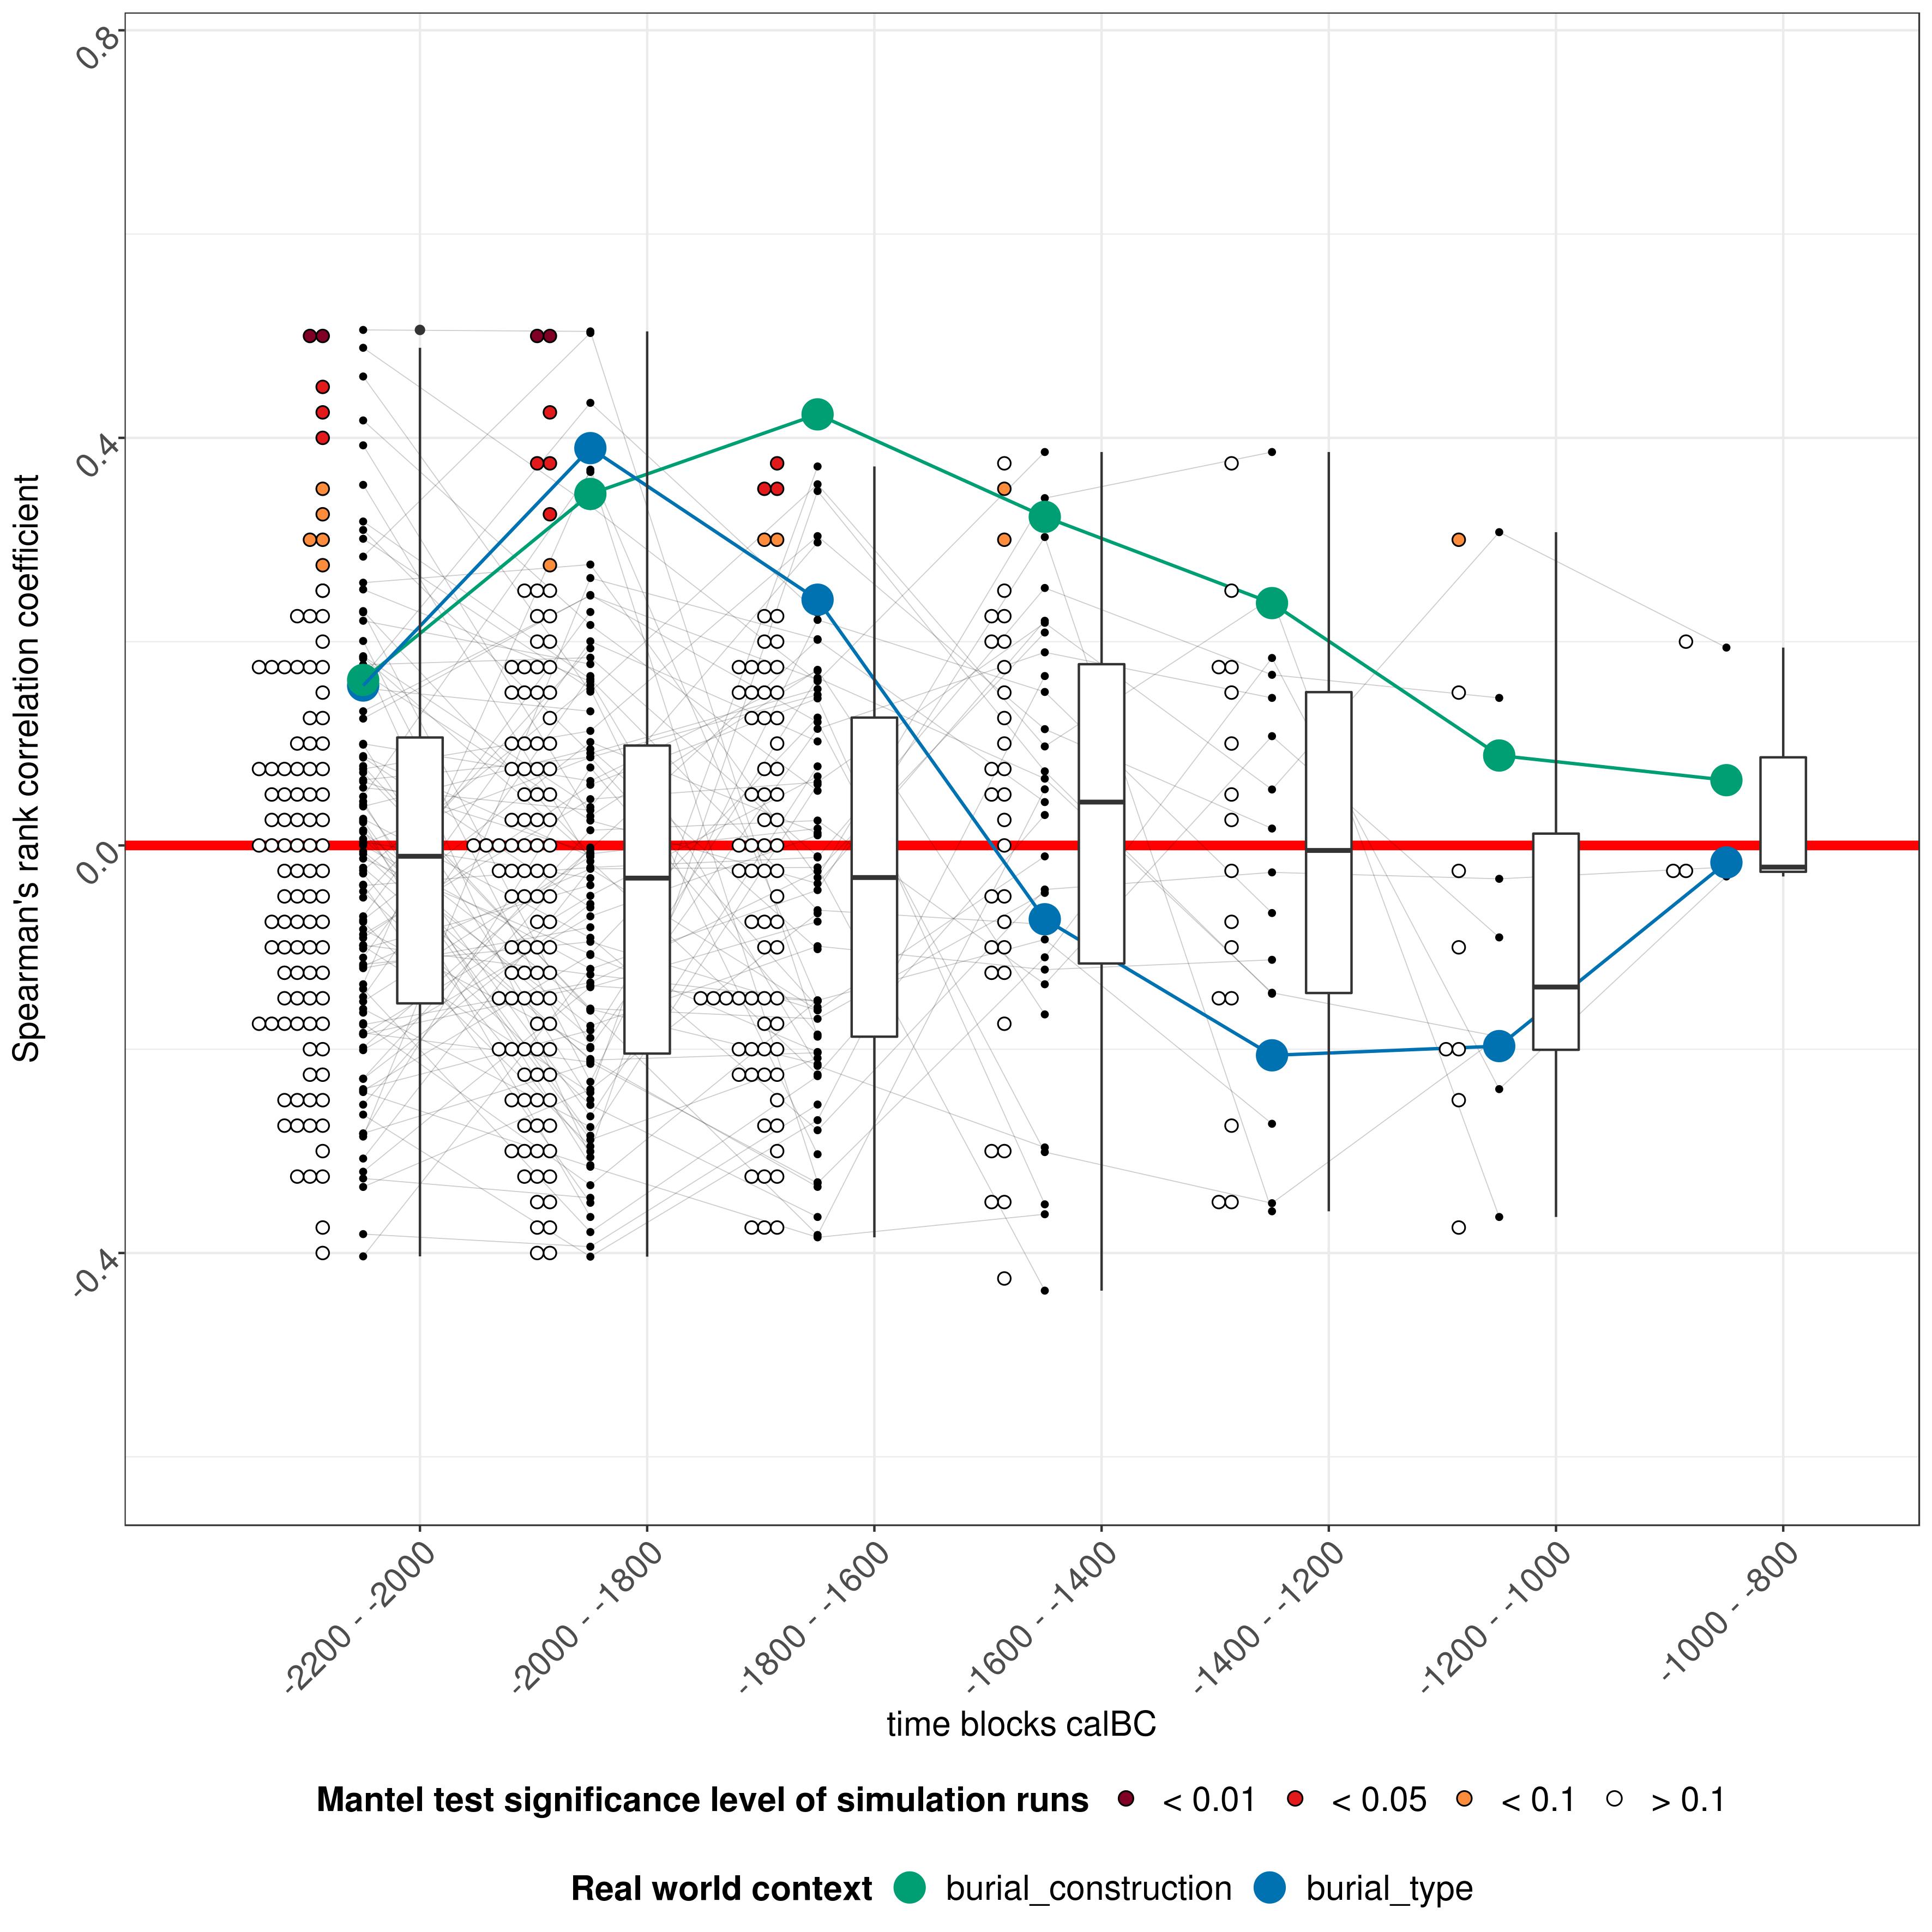 Spearman's rank correlation coefficient
0.8
0.4
0.0
-0.4
-2200 - -2000
-2000 - -1800
-1800 - -1600
-1600 - -1400
-1400 - -1200
-1200 - -1000
-1000 - -800
time blocks calBC
Mantel test significance level of simulation runs < 0.01 < 0.05 < 0.1 > 0.1
Real world context burial_construction burial_type